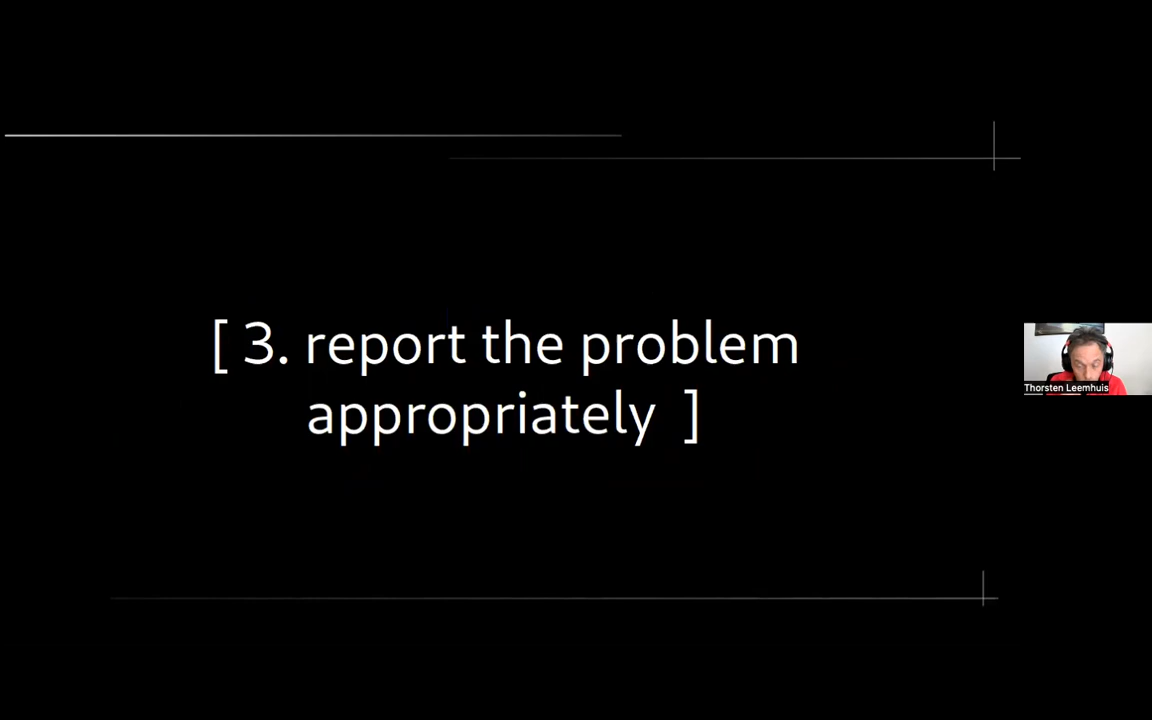 [ 3. report the problem
appropriately ]
Thorsten Leemhuis